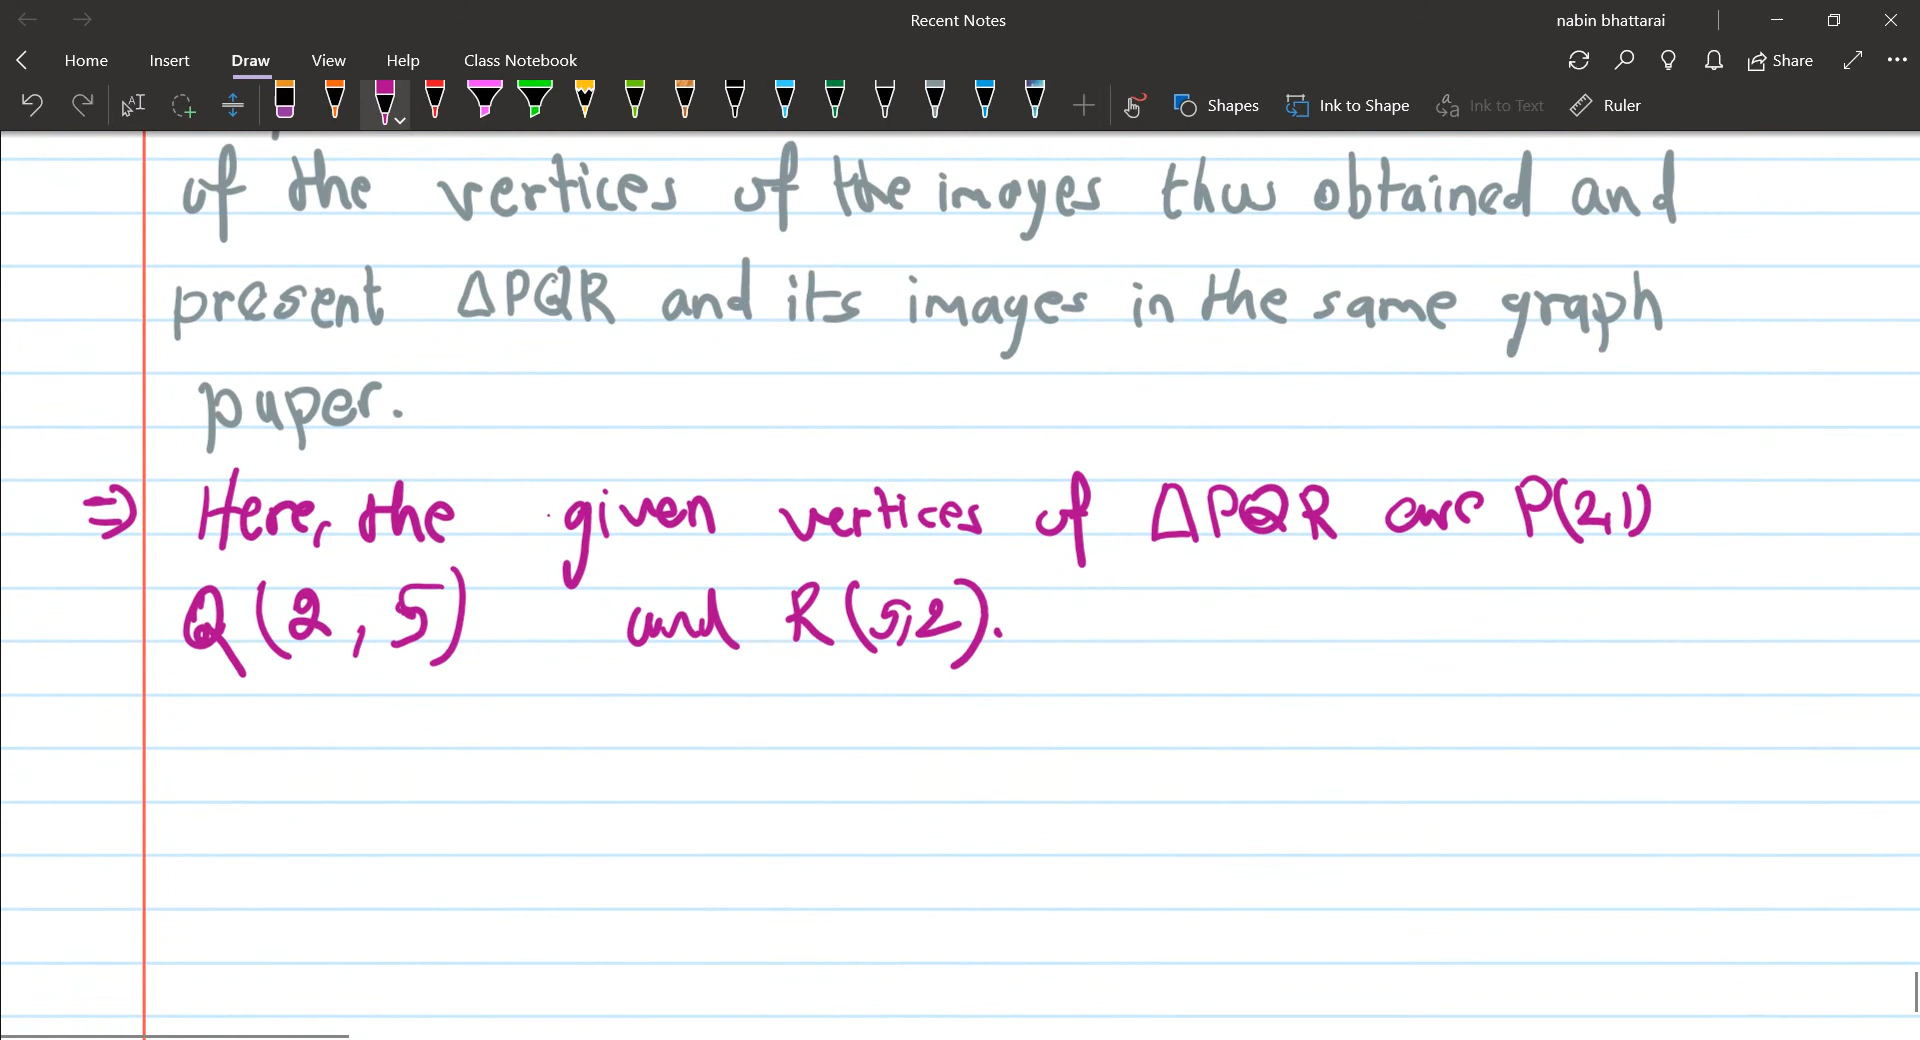 Recent Notes
nabin bhattarai
Home Insert Draw View Help Class Notebook
Share
Shapes Ink to Shape Ink to Text Ruler
of the vertices of the images thus obtained and
present ΔPQR and its images in the same graph
paper.
⇒ Here, the given vertices of ΔPQR are P(2,1)
Q(2,5) and R(5,2).